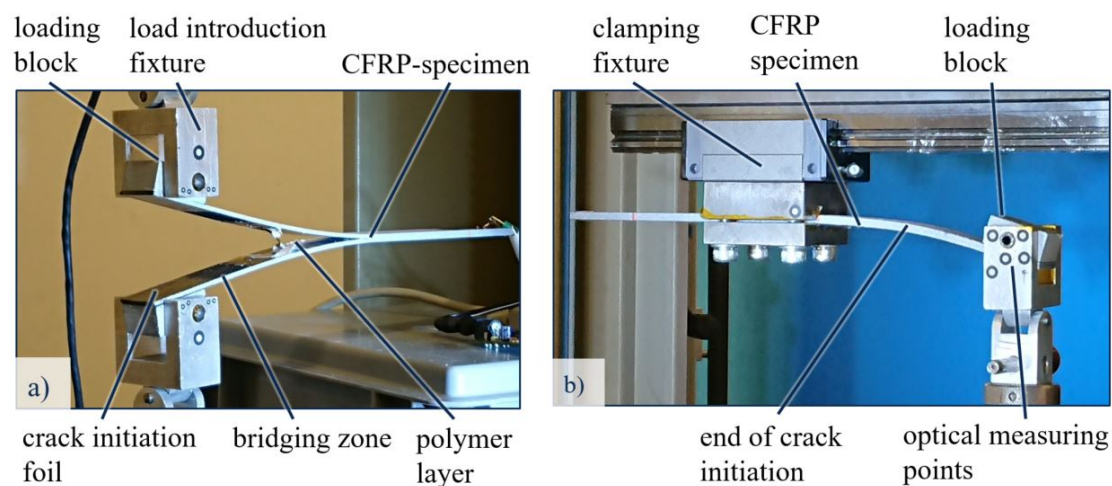 loading
block
load introduction
fixture
CFRP-specimen
a)
crack initiation
foil
bridging zone
polymer
layer
clamping
fixture
CFRP
specimen
loading
block
b)
end of crack
initiation
optical measuring
points